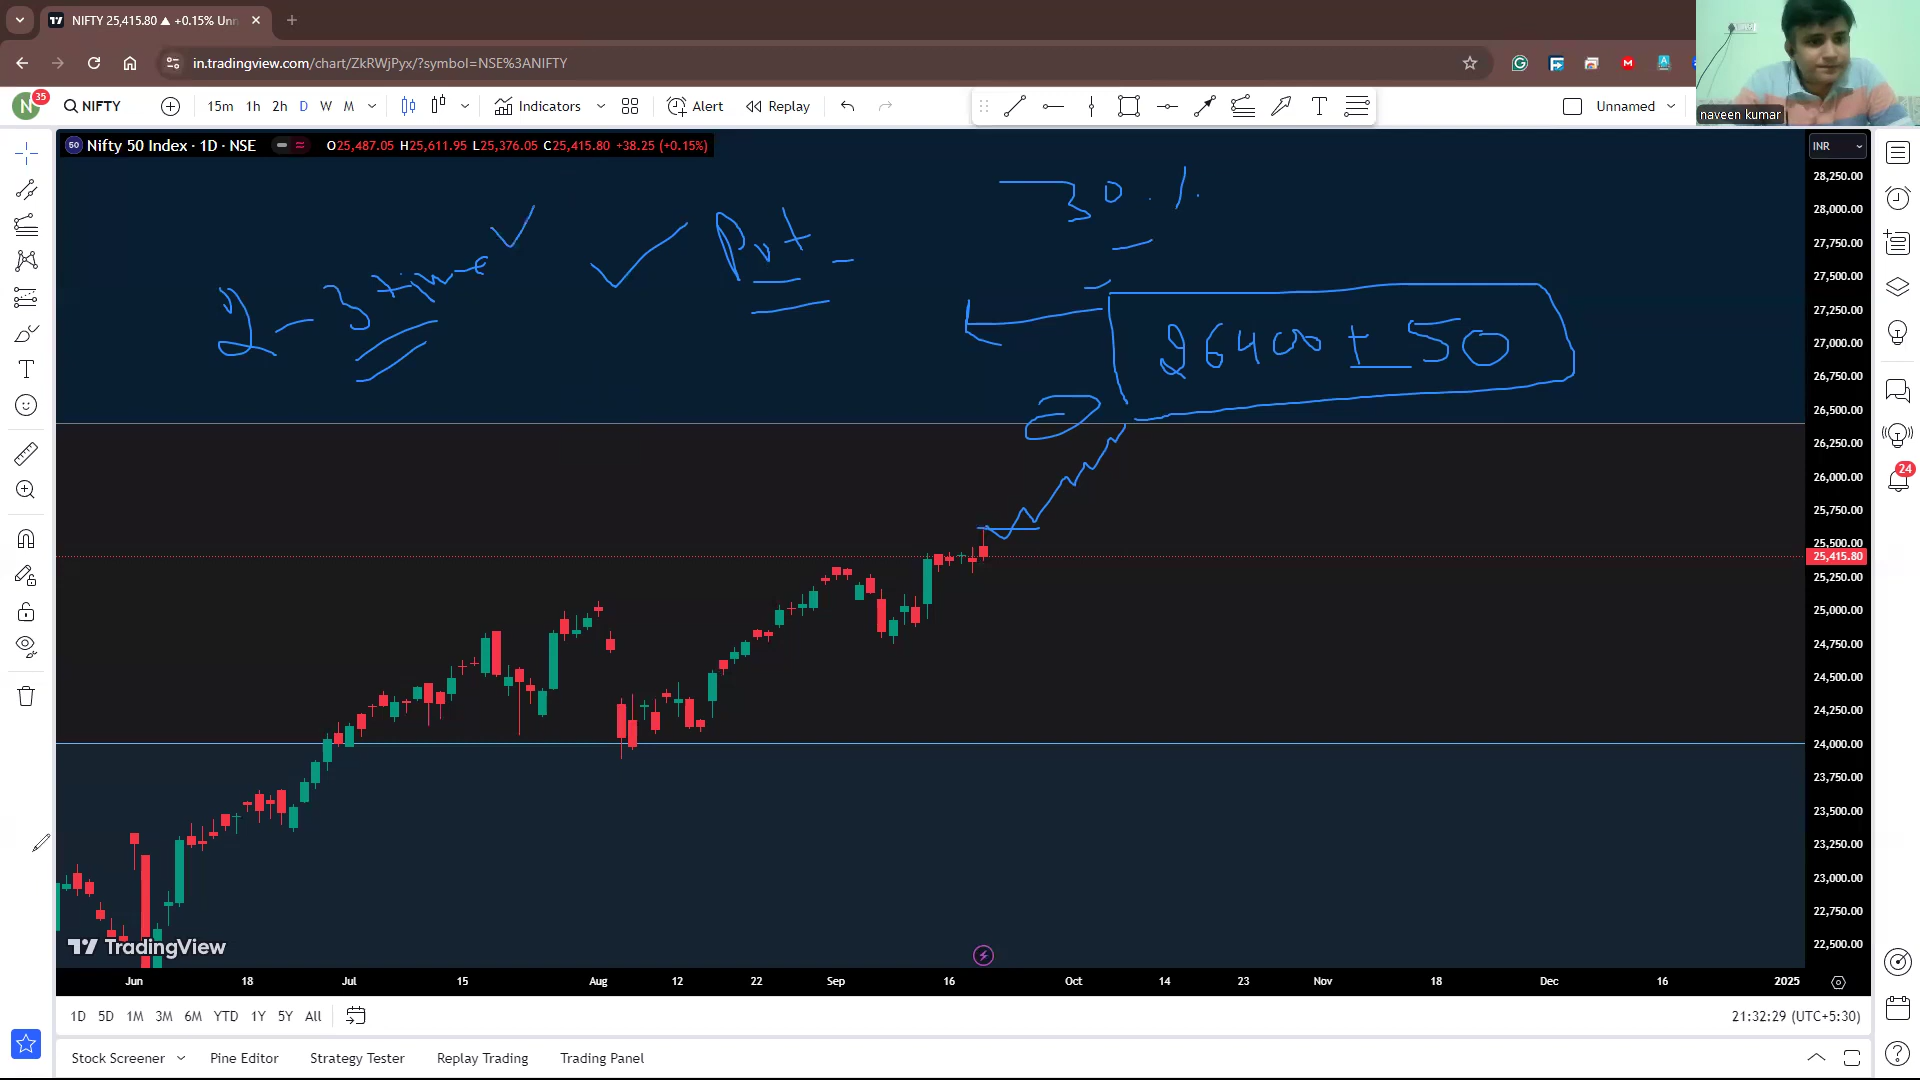 NIFTY 25,415.80 ▲ +0.15% Unn
in.tradingview.com/chart/ZkRWjPyx/?symbol=NSE%3ANIFTY
naveen kumar
N 35 NIFTY 15m 1h 2h D W M Indicators Alert Replay T Unnamed
50 Nifty 50 Index · 1D · NSE O25,487.05 H25,611.95 L25,376.05 C25,415.80 +38.25 (+0.15%)
INR
30 %
Put
2-3 time
26400 ± 50
28,250.00
28,000.00
27,750.00
27,500.00
27,250.00
27,000.00
26,750.00
26,500.00
26,250.00
26,000.00
25,750.00
25,500.00
25,415.80
25,250.00
25,000.00
24,750.00
24,500.00
24,250.00
24,000.00
23,750.00
23,500.00
23,250.00
23,000.00
22,750.00
22,500.00
24
TradingView
Jun 18 Jul 15 Aug 12 22 Sep 16 Oct 14 23 Nov 18 Dec 16 2025
1D 5D 1M 3M 6M YTD 1Y 5Y All 21:32:29 (UTC+5:30)
Stock Screener Pine Editor Strategy Tester Replay Trading Trading Panel